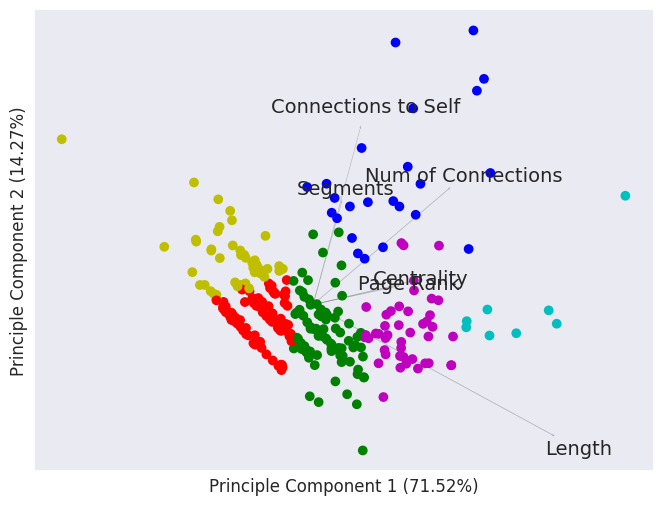 Connections to Self
Num of Connections
Segments
Centrality
Page Rank
Length
Principle Component 2 (14.27%)
Principle Component 1 (71.52%)